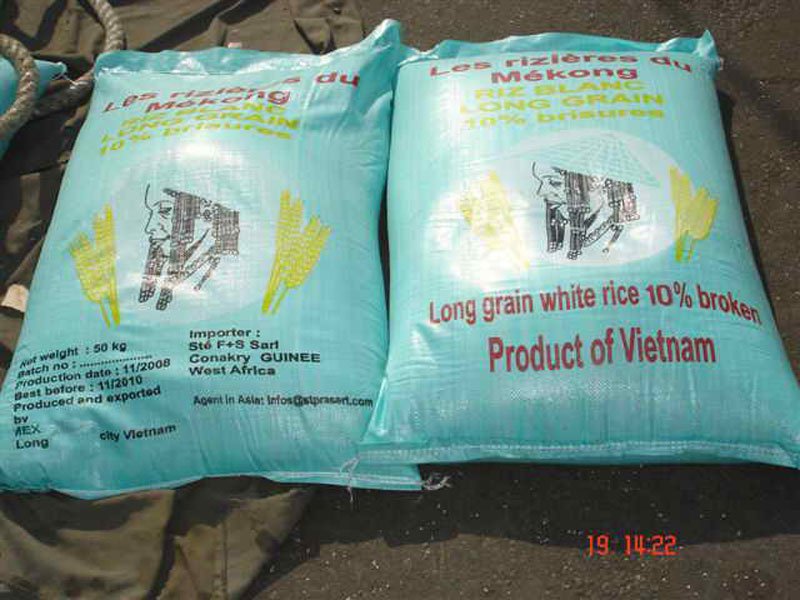 Les rizières du
Mékong
RIZ BLANC
LONG GRAIN
10% brisures
Net weight : 50 kg
Batch no : ....................
Production date : 11/2008
Best before : 11/2010
Produced and exported
by
MEX
Long city Vietnam
Importer :
Sté F+S Sarl
Conakry GUINEE
West Africa
Agent in Asia: Infos@stprasart.com
Les rizières du
Mékong
RIZ BLANC
LONG GRAIN
10% brisures
Long grain white rice 10% broken
Product of Vietnam
19 14:22